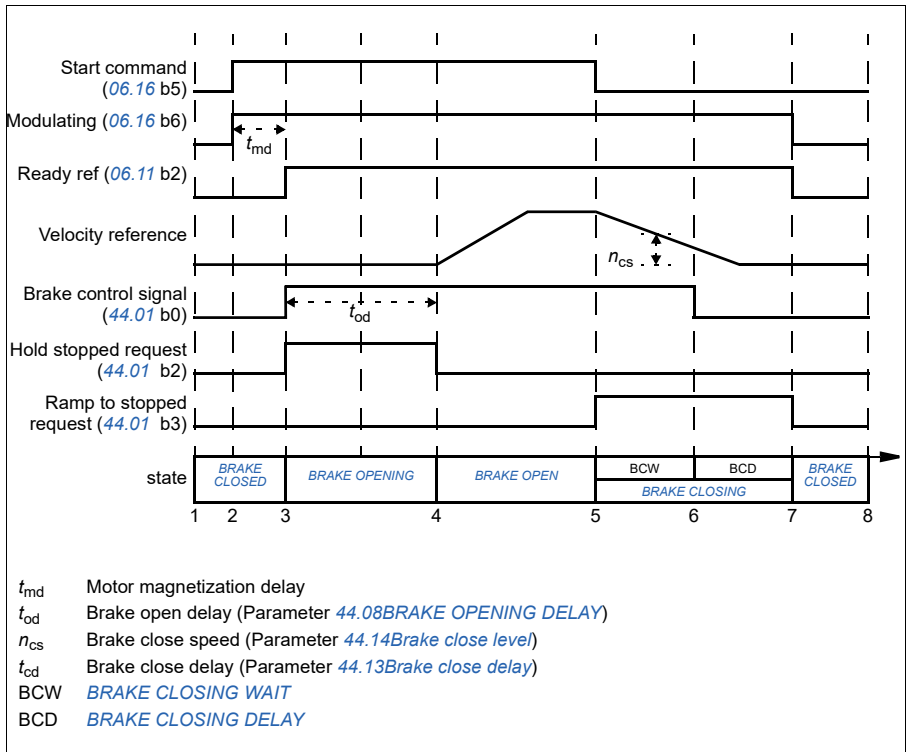 Start command
(06.16 b5)
Modulating (06.16 b6)
tmd
Ready ref (06.11 b2)
Velocity reference
ncs
Brake control signal
(44.01 b0)
tod
Hold stopped request
(44.01 b2)
Ramp to stopped
request (44.01 b3)
state
BRAKE
CLOSED
BRAKE OPENING
BRAKE OPEN
BCW
BCD
BRAKE CLOSING
BRAKE
CLOSED
1 2 3 4 5 6 7 8
tmd Motor magnetization delay
tod Brake open delay (Parameter 44.08BRAKE OPENING DELAY)
ncs Brake close speed (Parameter 44.14Brake close level)
tcd Brake close delay (Parameter 44.13Brake close delay)
BCW BRAKE CLOSING WAIT
BCD BRAKE CLOSING DELAY